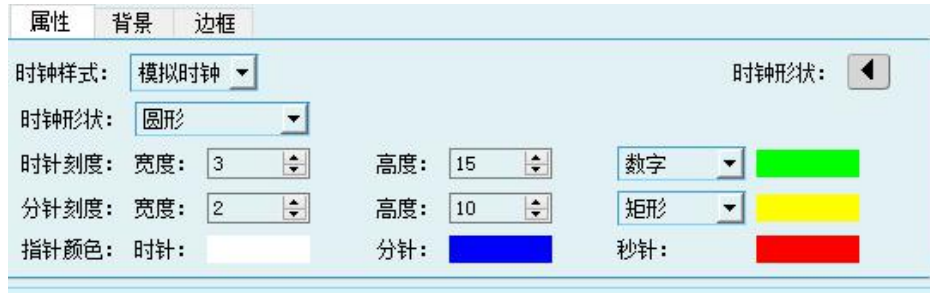 属性 背景 边框
时钟样式： 模拟时钟 时钟形状：
时钟形状： 圆形
时针刻度： 宽度： 3 高度： 15 数字
分针刻度： 宽度： 2 高度： 10 矩形
指针颜色： 时针： 分针： 秒针：